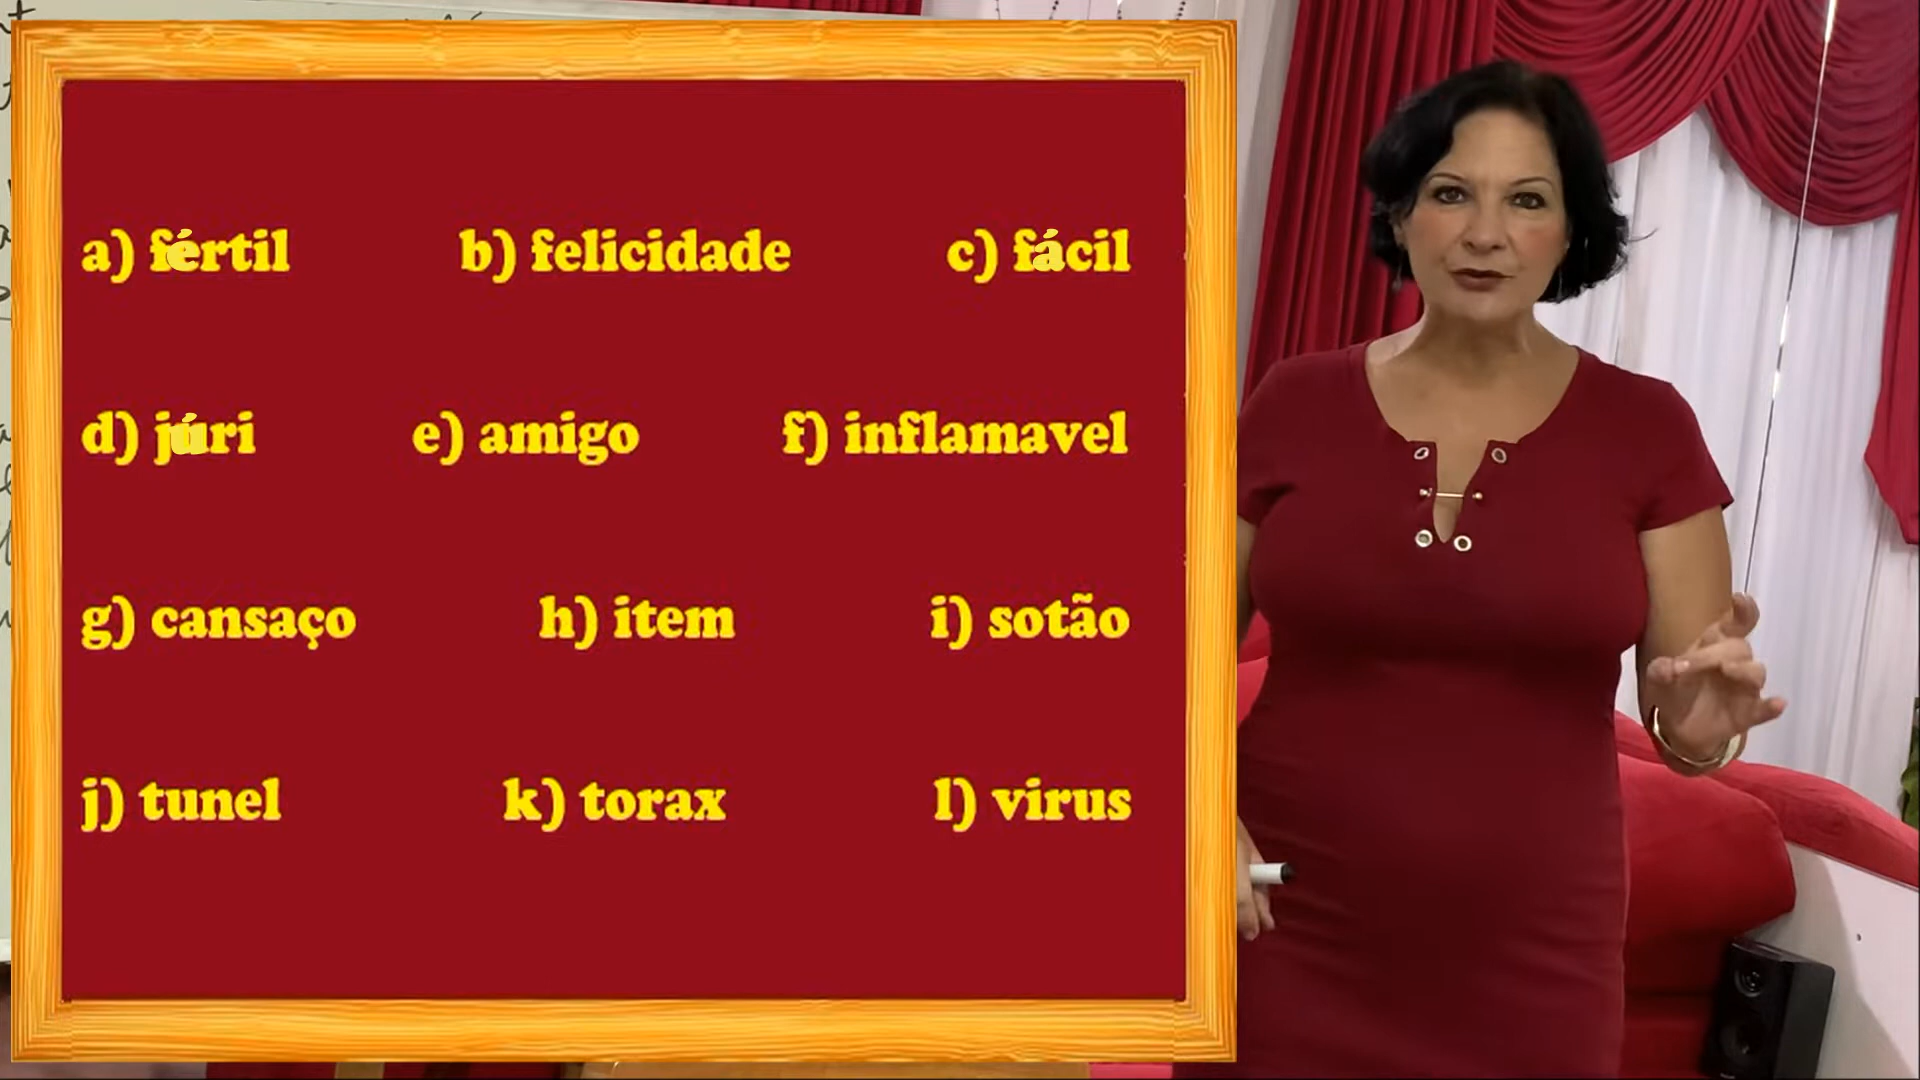 a) fértil b) felicidade c) fácil
d) júri e) amigo f) inflamavel
g) cansaço h) item i) sotão
j) tunel k) torax l) virus